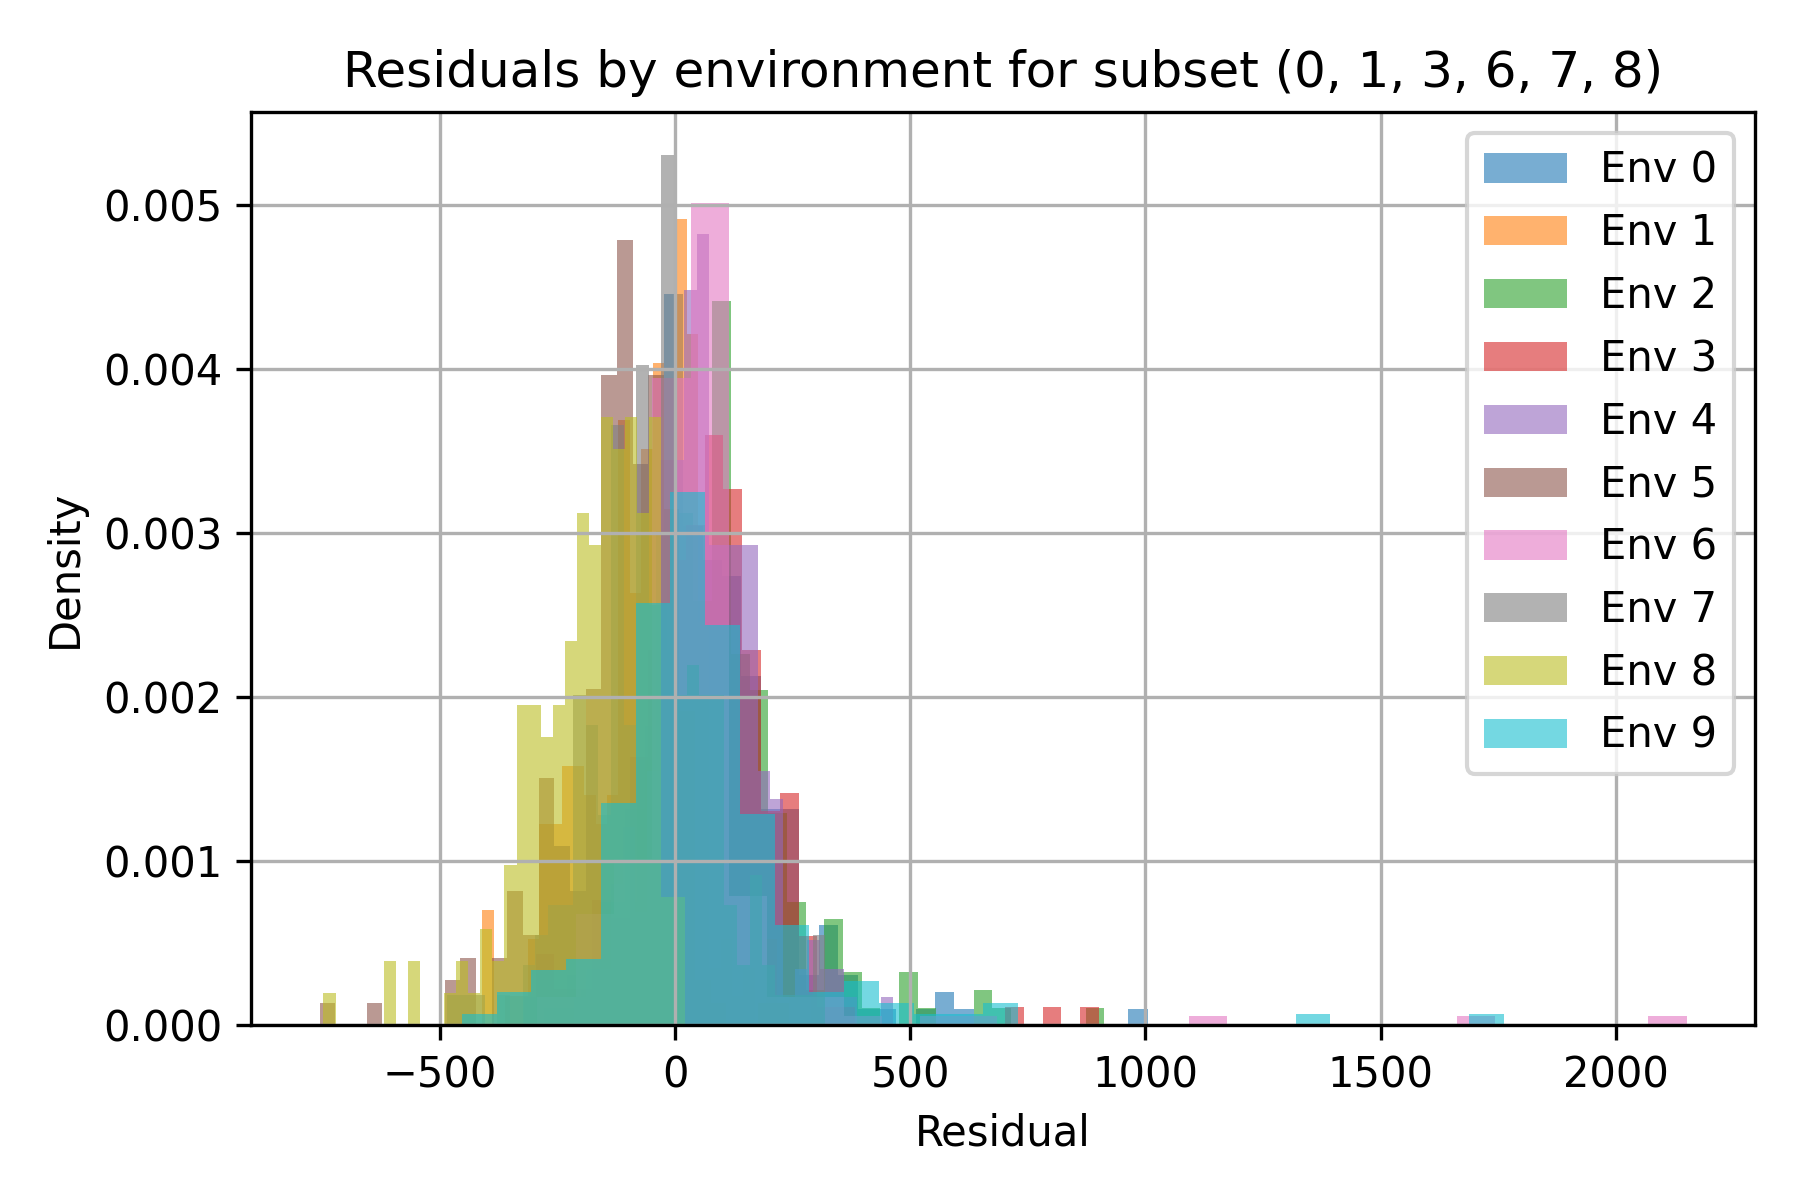 Residuals by environment for subset (0, 1, 3, 6, 7, 8)
Density
0.005
0.004
0.003
0.002
0.001
0.000
−500
0
500
1000
1500
2000
Residual
Env 0
Env 1
Env 2
Env 3
Env 4
Env 5
Env 6
Env 7
Env 8
Env 9